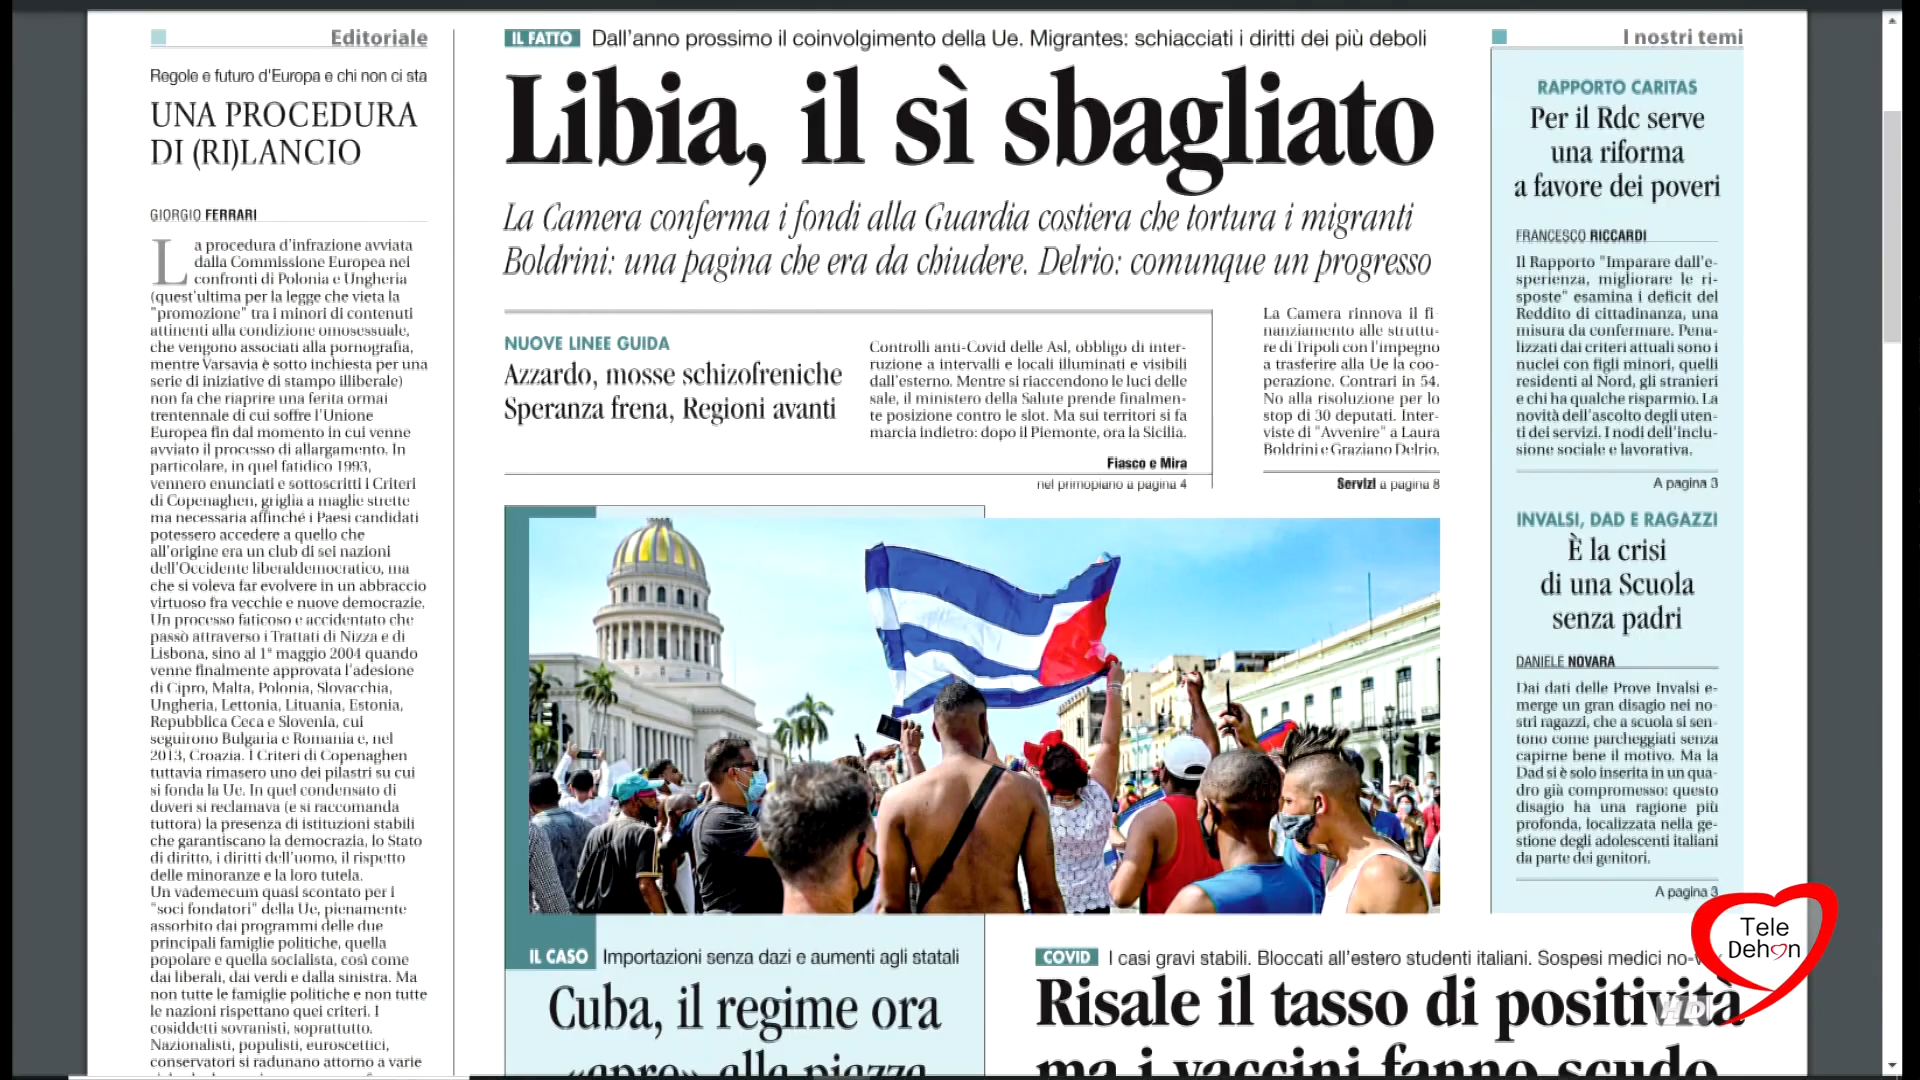 Editoriale
Regole e futuro d'Europa e chi non ci sta
UNA PROCEDURA
DI (RI)LANCIO
GIORGIO FERRARI
La procedura d'infrazione avviata
dalla Commissione Europea nei
confronti di Polonia e Ungheria
(quest'ultima per la legge che vieta la
"promozione" tra i minori di contenuti
attinenti alla condizione omosessuale,
che vengono associati alla pornografia,
mentre Varsavia è sotto inchiesta per una
serie di iniziative di stampo illiberale)
non fa che riaprire una ferita ormai
trentennale di cui soffre l'Unione
Europea fin dal momento in cui venne
avviato il processo di allargamento. In
particolare, in quel fatidico 1993,
vennero enunciati e sottoscritti i Criteri
di Copenaghen, griglia a maglie strette
ma necessaria affinché i Paesi candidati
potessero accedere a quello che
all'origine era un club di sei nazioni
dell'Occidente liberaldemocratico, ma
che si voleva far evolvere in un abbraccio
virtuoso fra vecchie e nuove democrazie.
Un processo faticoso e accidentato che
passò attraverso i Trattati di Nizza e di
Lisbona, sino al 1° maggio 2004 quando
venne finalmente approvata l'adesione
di Cipro, Malta, Polonia, Slovacchia,
Ungheria, Lettonia, Lituania, Estonia,
Repubblica Ceca e Slovenia, cui
seguirono Bulgaria e Romania e, nel
2013, Croazia. I Criteri di Copenaghen
tuttavia rimasero uno dei pilastri su cui
si fonda la Ue. In quel condensato di
doveri si reclamava (e si raccomanda
tuttora) la presenza di istituzioni stabili
che garantiscano la democrazia, lo Stato
di diritto, i diritti dell'uomo, il rispetto
delle minoranze e la loro tutela.
Un vademecum quasi scontato per i
"soci fondatori" della Ue, pienamente
assorbito dai programmi delle due
principali famiglie politiche, quella
popolare e quella socialista, così come
dai liberali, dai verdi e dalla sinistra. Ma
non tutte le famiglie politiche e non tutte
le nazioni rispettano quei criteri. I
cosiddetti sovranisti, soprattutto.
Nazionalisti, populisti, euroscettici,
conservatori si radunano attorno a varie
IL FATTO Dall'anno prossimo il coinvolgimento della Ue. Migrantes: schiacciati i diritti dei più deboli
Libia, il sì sbagliato
La Camera conferma i fondi alla Guardia costiera che tortura i migranti
Boldrini: una pagina che era da chiudere. Delrio: comunque un progresso
NUOVE LINEE GUIDA
Azzardo, mosse schizofreniche
Speranza frena, Regioni avanti
Controlli anti-Covid delle Asl, obbligo di inter-
ruzione a intervalli e locali illuminati e visibili
dall'esterno. Mentre si riaccendono le luci delle
sale, il ministero della Salute prende finalmen-
te posizione contro le slot. Ma sui territori si fa
marcia indietro: dopo il Piemonte, ora la Sicilia.
Fiasco e Mira
nel primopiano a pagina 4
La Camera rinnova il fi-
nanziamento alle struttu-
re di Tripoli con l'impegno
a trasferire alla Ue la coo-
perazione. Contrari in 54.
No alla risoluzione per lo
stop di 30 deputati. Inter-
viste di "Avvenire" a Laura
Boldrini e Graziano Delrio.
Servizi a pagina 8
IL CASO Importazioni senza dazi e aumenti agli statali
Cuba, il regime ora
«apre» alla piazza
COVID I casi gravi stabili. Bloccati all'estero studenti italiani. Sospesi medici no-
Risale il tasso di positività
ma i vaccini fanno scudo
I nostri temi
RAPPORTO CARITAS
Per il Rdc serve
una riforma
a favore dei poveri
FRANCESCO RICCARDI
Il Rapporto "Imparare dall'e-
sperienza, migliorare le ri-
sposte" esamina i deficit del
Reddito di cittadinanza, una
misura da confermare. Pena-
lizzati dai criteri attuali sono i
nuclei con figli minori, quelli
residenti al Nord, gli stranieri
e chi ha qualche risparmio. La
novità dell'ascolto degli uten-
ti dei servizi. I nodi dell'inclu-
sione sociale e lavorativa.
A pagina 3
INVALSI, DAD E RAGAZZI
È la crisi
di una Scuola
senza padri
DANIELE NOVARA
Dai dati delle Prove Invalsi e-
merge un gran disagio nei no-
stri ragazzi, che a scuola si sen-
tono come parcheggiati senza
capirne bene il motivo. Ma la
Dad si è solo inserita in un qua-
dro già compromesso: questo
disagio ha una ragione più
profonda, localizzata nella ge-
stione degli adolescenti italiani
da parte dei genitori.
A pagina 3
Tele
Dehon
HD